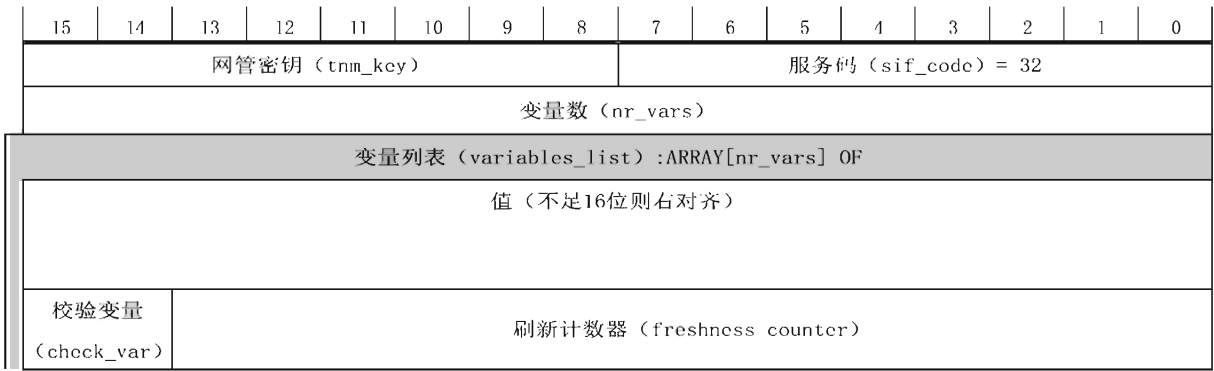 15 14 13 12 11 10 9 8 7 6 5 4 3 2 1 0
网管密钥（tnm_key） 服务码（sif_code）= 32
变量数（nr_vars）
变量列表（variables_list）:ARRAY[nr_vars] OF
值（不足16位则右对齐）
校验变量
（check_var）
刷新计数器（freshness counter）